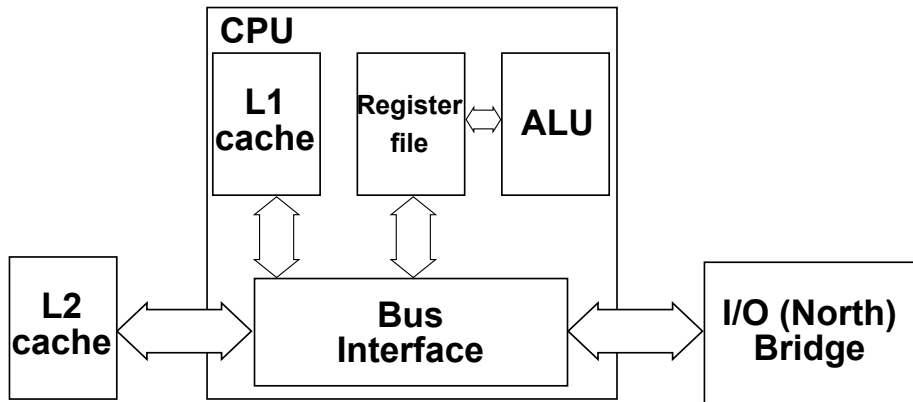 CPU
L1
cache
Register
file
ALU
L2
cache
Bus
Interface
I/O (North)
Bridge